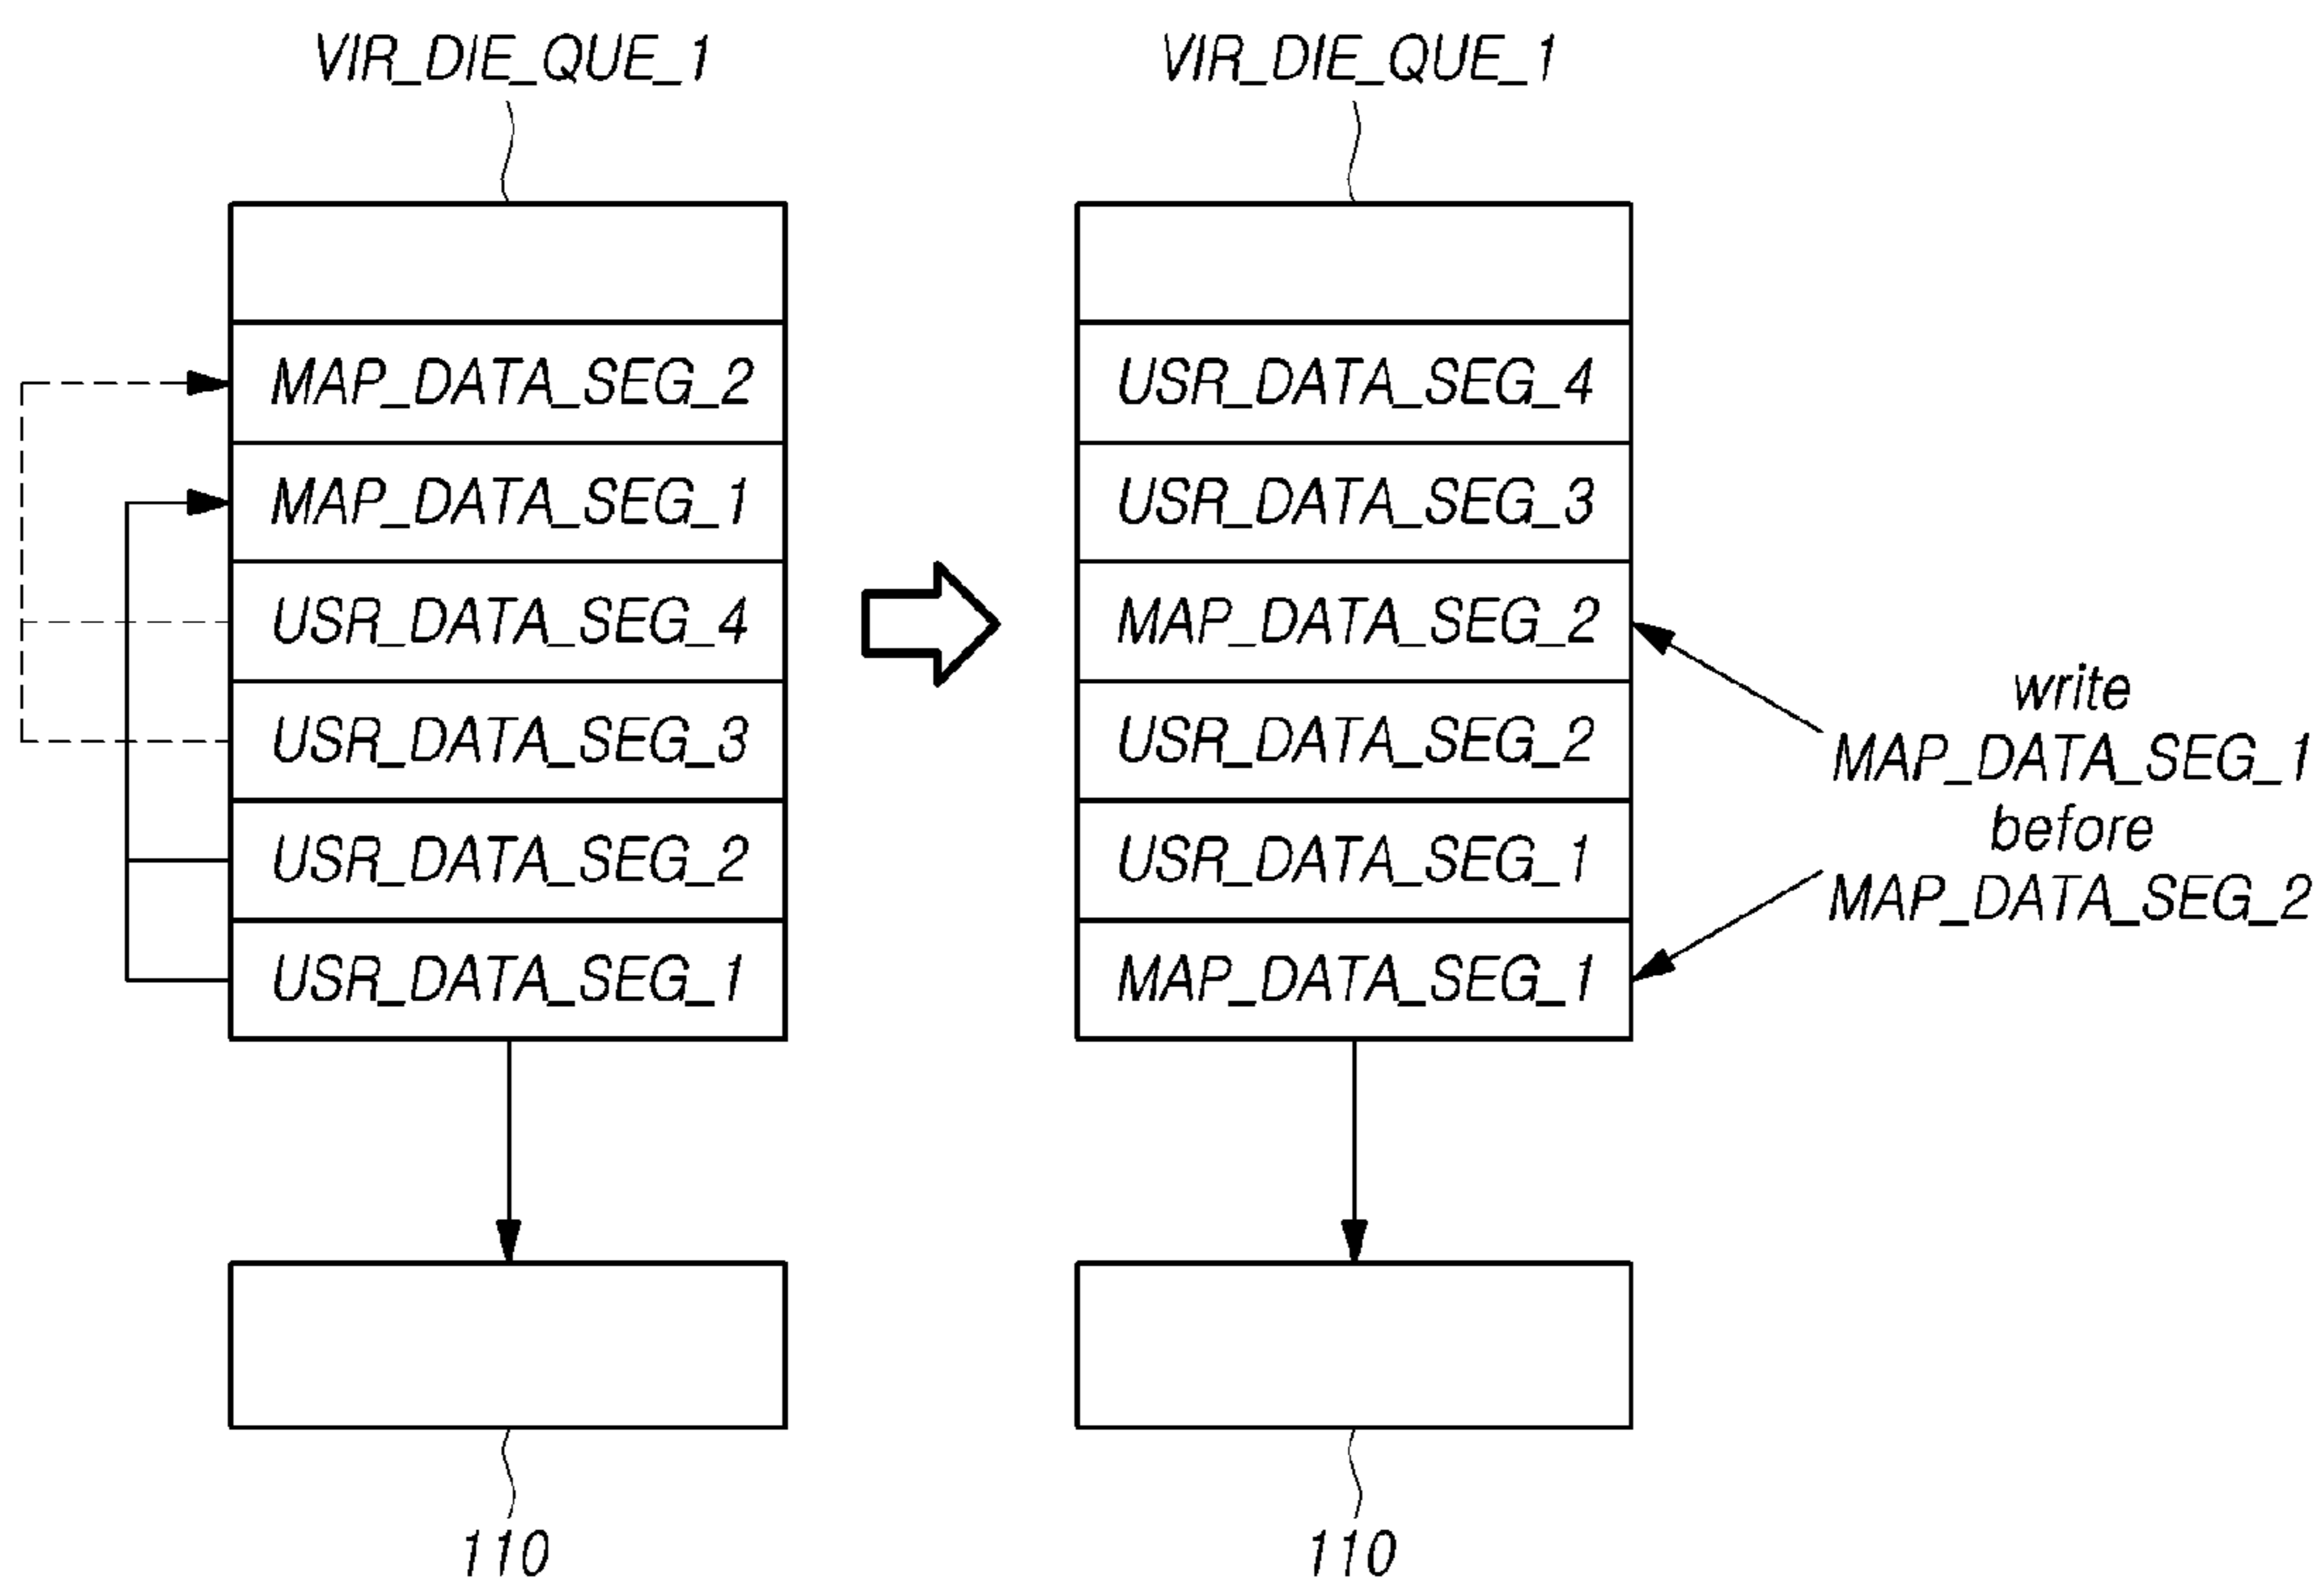 VIR_DIE_QUE_1
MAP_DATA_SEG_2
MAP_DATA_SEG_1
USR_DATA_SEG_4
USR_DATA_SEG_3
USR_DATA_SEG_2
USR_DATA_SEG_1
110
VIR_DIE_QUE_1
USR_DATA_SEG_4
USR_DATA_SEG_3
MAP_DATA_SEG_2
USR_DATA_SEG_2
USR_DATA_SEG_1
MAP_DATA_SEG_1
110
write
MAP_DATA_SEG_1
before
MAP_DATA_SEG_2